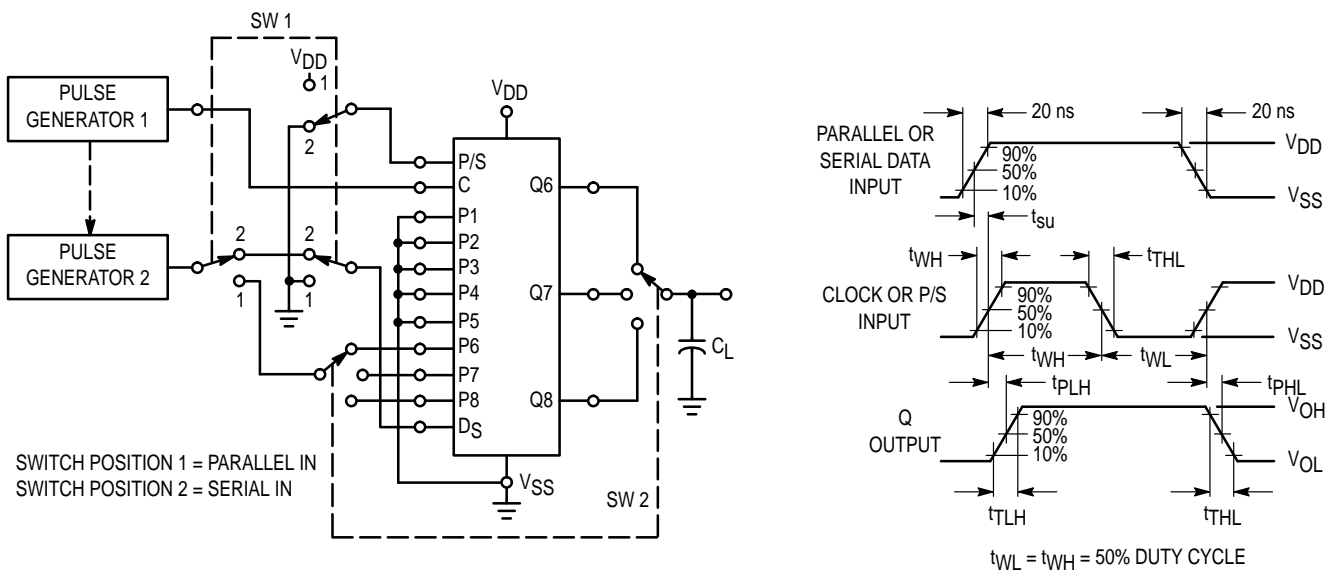 SW 1
VDD
1
2
PULSE
GENERATOR 1
PULSE
GENERATOR 2
2
1
2
1
VDD
P/S
C
P1
P2
P3
P4
P5
P6
P7
P8
DS
Q6
Q7
Q8
VSS
CL
SW 2
SWITCH POSITION 1 = PARALLEL IN
SWITCH POSITION 2 = SERIAL IN
PARALLEL OR
SERIAL DATA
INPUT
20 ns
20 ns
90%
50%
10%
VDD
VSS
tsu
CLOCK OR P/S
INPUT
tWH
tTHL
90%
50%
10%
VDD
VSS
tWH
tWL
tPLH
tPHL
Q
OUTPUT
90%
50%
10%
VOH
VOL
tTLH
tTHL
tWL = tWH = 50% DUTY CYCLE